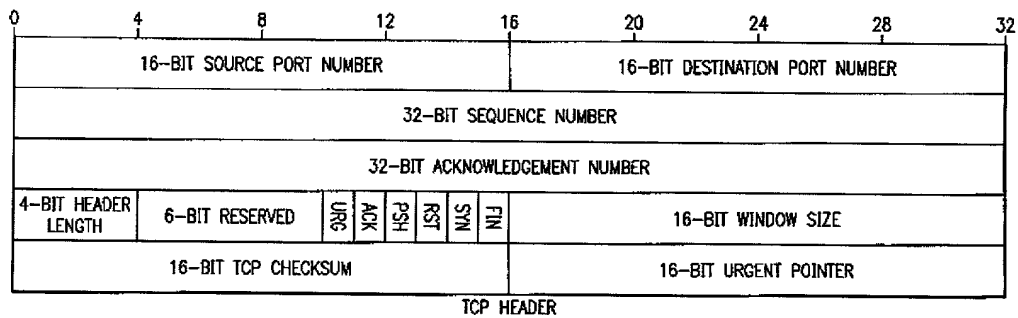 0 4 8 12 16 20 24 28 32
16-BIT SOURCE PORT NUMBER 16-BIT DESTINATION PORT NUMBER
32-BIT SEQUENCE NUMBER
32-BIT ACKNOWLEDGEMENT NUMBER
4-BIT HEADER
LENGTH
6-BIT RESERVED URG ACK PSH RST SYN FIN 16-BIT WINDOW SIZE
16-BIT TCP CHECKSUM 16-BIT URGENT POINTER
TCP HEADER